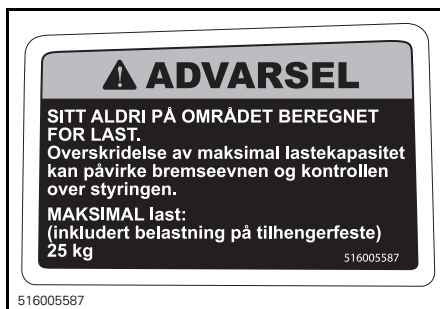 ADVARSEL
SITT ALDRI PÅ OMRÅDET BEREGNET
FOR LAST.
Overskridelse av maksimal lastekapasitet
kan påvirke bremseevnen og kontrollen
over styringen.
MAKSIMAL last:
(inkludert belastning på tilhengerfeste)
25 kg
516005587
516005587